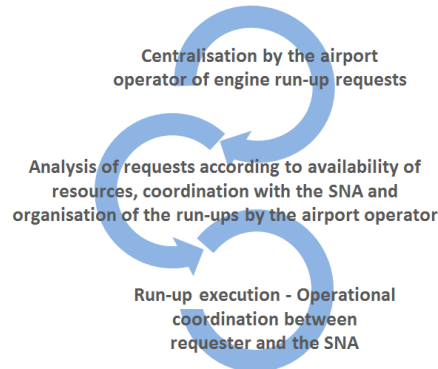 Centralisation by the airport
operator of engine run-up requests
Analysis of requests according to availability of
resources, coordination with the SNA and
organisation of the run-ups by the airport operator
Run-up execution - Operational
coordination between
requester and the SNA